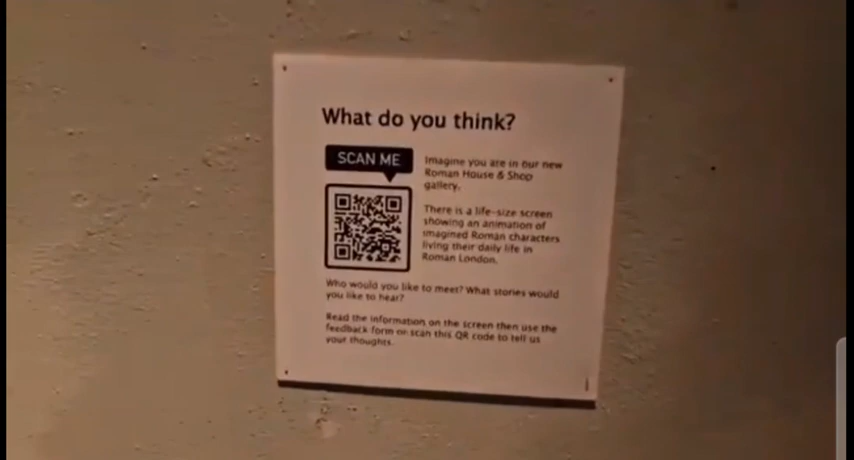 What do you think?
SCAN ME
Imagine you are in our new
Roman House & Shop
gallery.
There is a life-size screen
showing an animation of
imagined Roman characters
living their daily life in
Roman London.
Who would you like to meet? What stories would
you like to hear?
Read the information on the screen then use the
feedback form or scan this QR code to tell us
your thoughts.